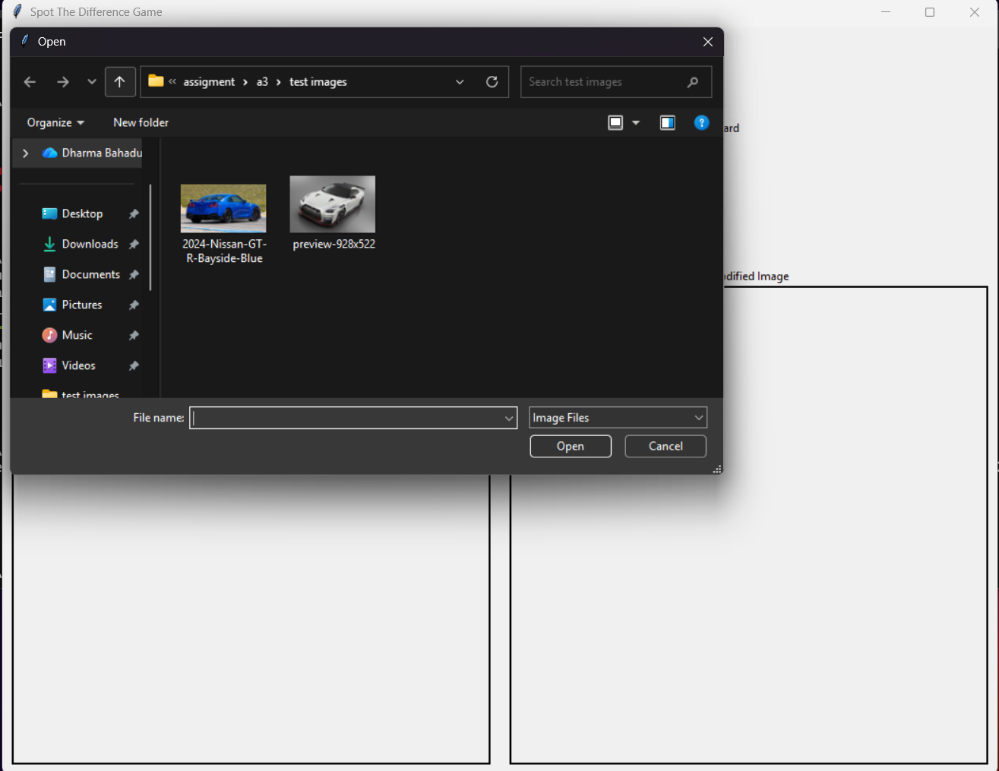 Spot The Difference Game
Open
« assigment › a3 › test images
Search test images
Organize
New folder
?
Dharma Bahadu
Desktop
Downloads
Documents
Pictures
Music
Videos
test images
2024-Nissan-GT-
R-Bayside-Blue
preview-928x522
ard
dified Image
File name:
Image Files
Open
Cancel